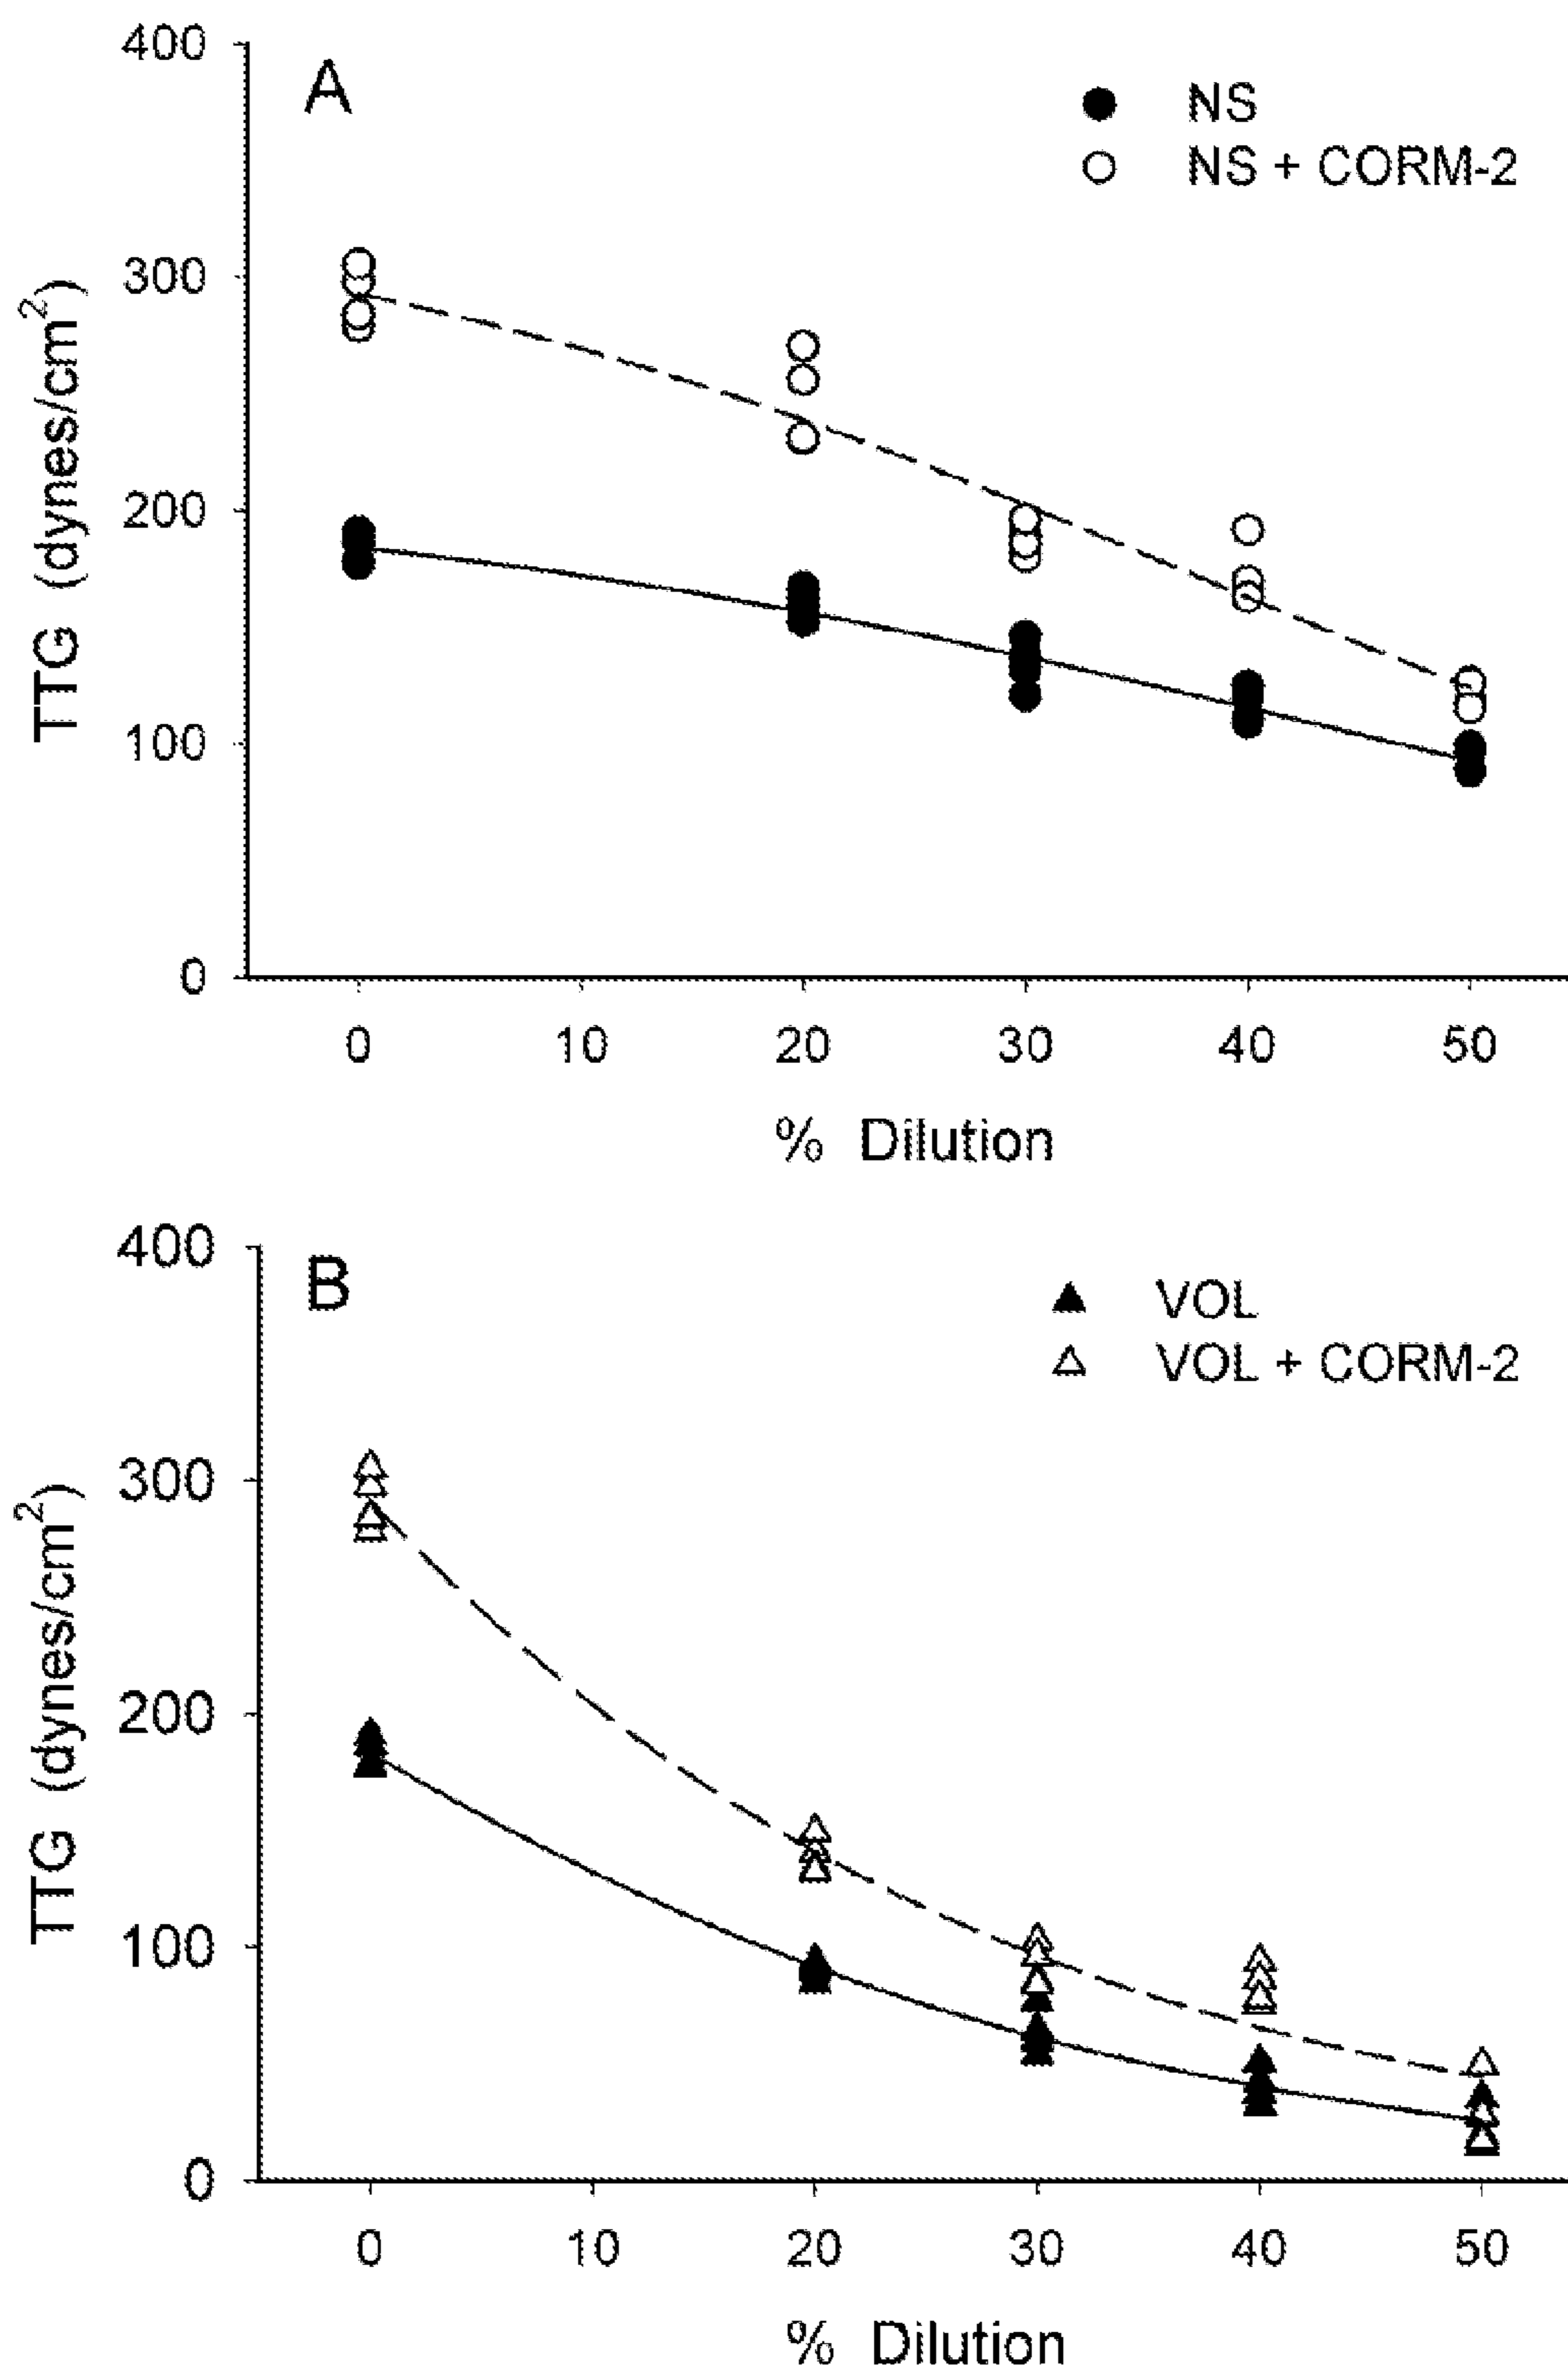 A
NS
NS + CORM-2
400
300
200
100
0
TTG (dynes/cm²)
0 10 20 30 40 50
% Dilution
B
VOL
VOL + CORM-2
400
300
200
100
0
TTG (dynes/cm²)
0 10 20 30 40 50
% Dilution